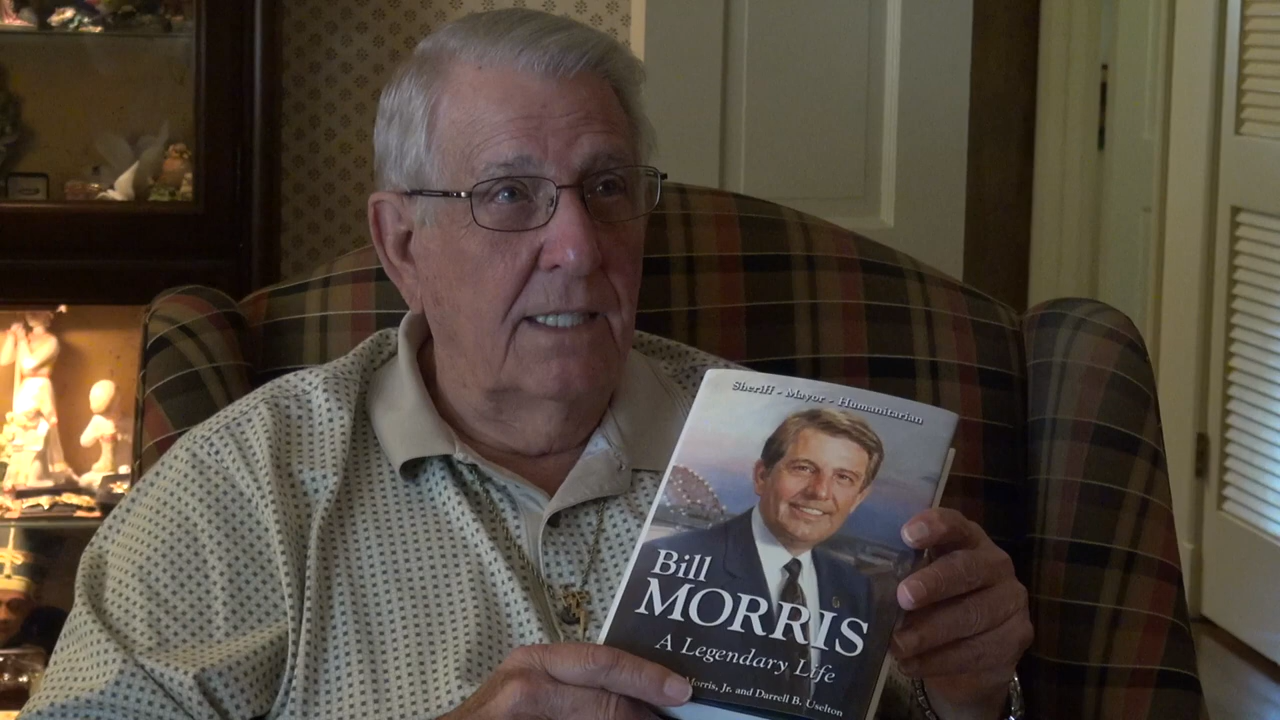 Sheriff - Mayor - Humanitarian
Bill
MORRIS
A Legendary Life
Morris, Jr. and Darrell B. Uselton